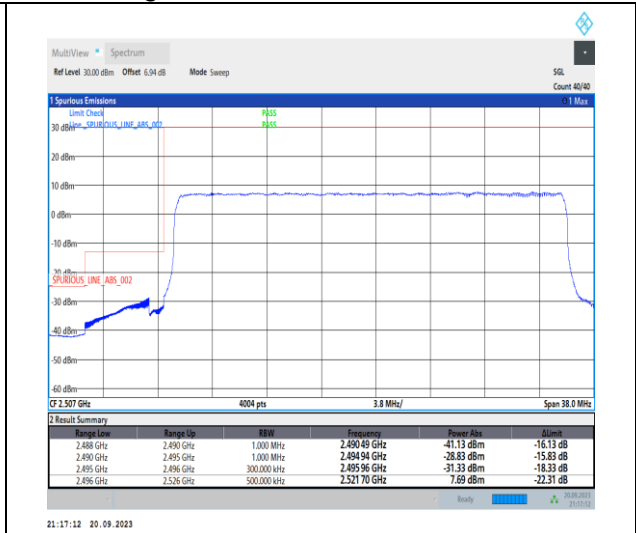 MultiView Spectrum
Ref Level 30.00 dBm Offset 6.94 dB Mode Sweep SGL
Count 40/40
1 Spurious Emissions 1 Max
Limit Check PASS
Line _SPURIOUS_LINE_ABS_002 PASS
30 dBm
20 dBm
10 dBm
0 dBm
-10 dBm
-20 dBm
SPURIOUS_LINE_ABS_002
-30 dBm
-40 dBm
-50 dBm
-60 dBm
CF 2.507 GHz 4004 pts 3.8 MHz/ Span 38.0 MHz
2 Result Summary
Range Low Range Up RBW Frequency Power Abs ΔLimit
2.488 GHz 2.490 GHz 1.000 MHz 2.490 49 GHz -41.13 dBm -16.13 dB
2.490 GHz 2.495 GHz 1.000 MHz 2.494 94 GHz -28.83 dBm -15.83 dB
2.495 GHz 2.496 GHz 300.000 kHz 2.495 96 GHz -31.33 dBm -18.33 dB
2.496 GHz 2.526 GHz 500.000 kHz 2.521 70 GHz 7.69 dBm -22.31 dB
Ready 20.09.2023
21:17:12
21:17:12 20.09.2023